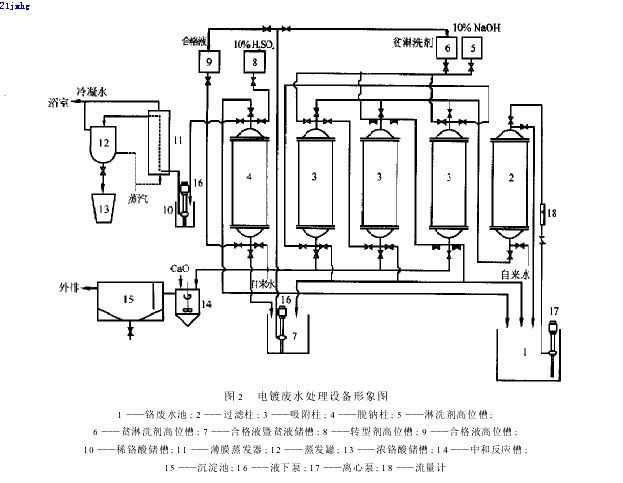 21jxhg
10% NaOH
合格液
10% H₂SO₄
贫淋洗剂
9
8
6
5
浴室
冷凝水
12
11
蒸汽
16
10
13
4
3
3
3
2
18
CaO
自来水
自来水
外排
15
14
16
7
17
1
图 2 电镀废水处理设备形象图
1 ——铬废水池; 2 ——过滤柱; 3 ——吸附柱; 4 ——脱钠柱; 5 ——淋洗剂高位槽;
6 ——贫淋洗剂高位槽; 7 ——合格液暨贫液储槽; 8 ——转型剂高位槽; 9 ——合格液高位槽;
10 ——稀铬酸储槽; 11 ——薄膜蒸发器; 12 ——蒸发罐; 13 ——浓铬酸储槽; 14 ——中和反应槽;
15 ——沉淀池; 16 ——液下泵; 17 ——离心泵; 18 ——流量计